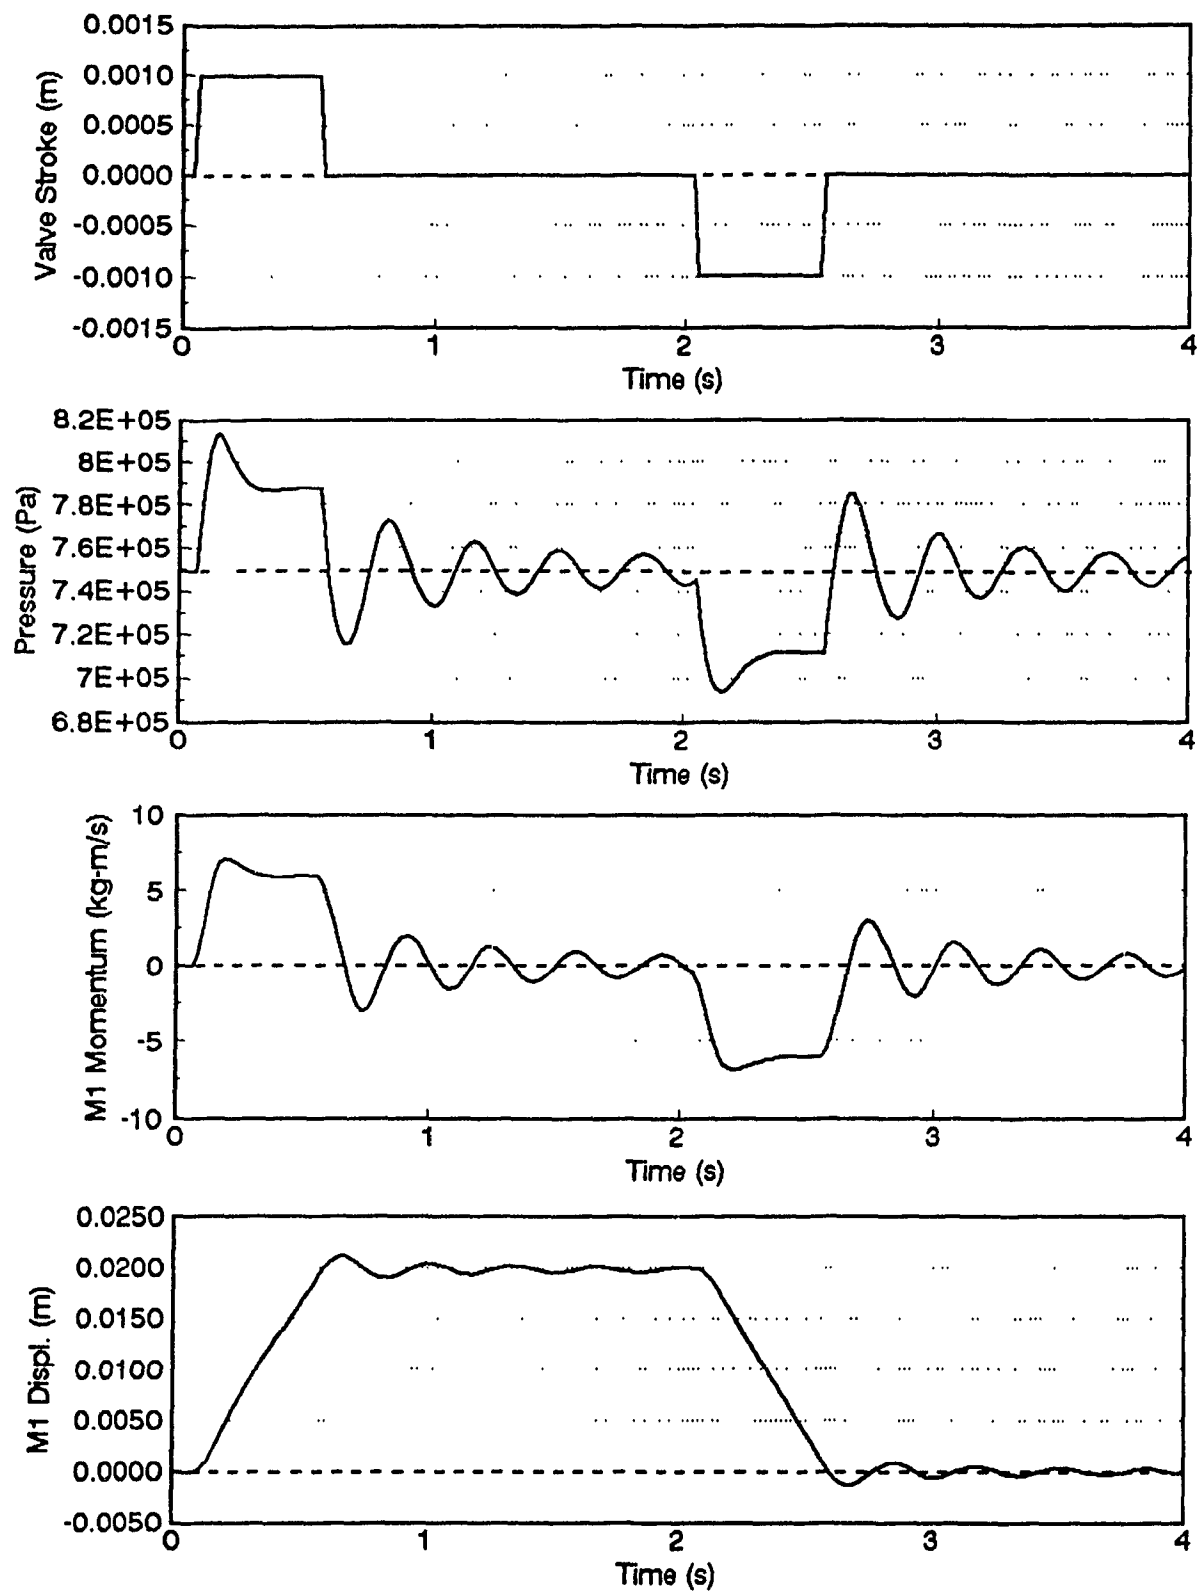 Valve Stroke (m)
0.0015
0.0010
0.0005
0.0000
-0.0005
-0.0010
-0.0015
0 1 2 3 4
Time (s)
Pressure (Pa)
8.2E+05
8E+05
7.8E+05
7.6E+05
7.4E+05
7.2E+05
7E+05
6.8E+05
0 1 2 3 4
Time (s)
M1 Momentum (kg-m/s)
10
5
0
-5
-10
0 1 2 3 4
Time (s)
M1 Displ. (m)
0.0250
0.0200
0.0150
0.0100
0.0050
0.0000
-0.0050
0 1 2 3 4
Time (s)